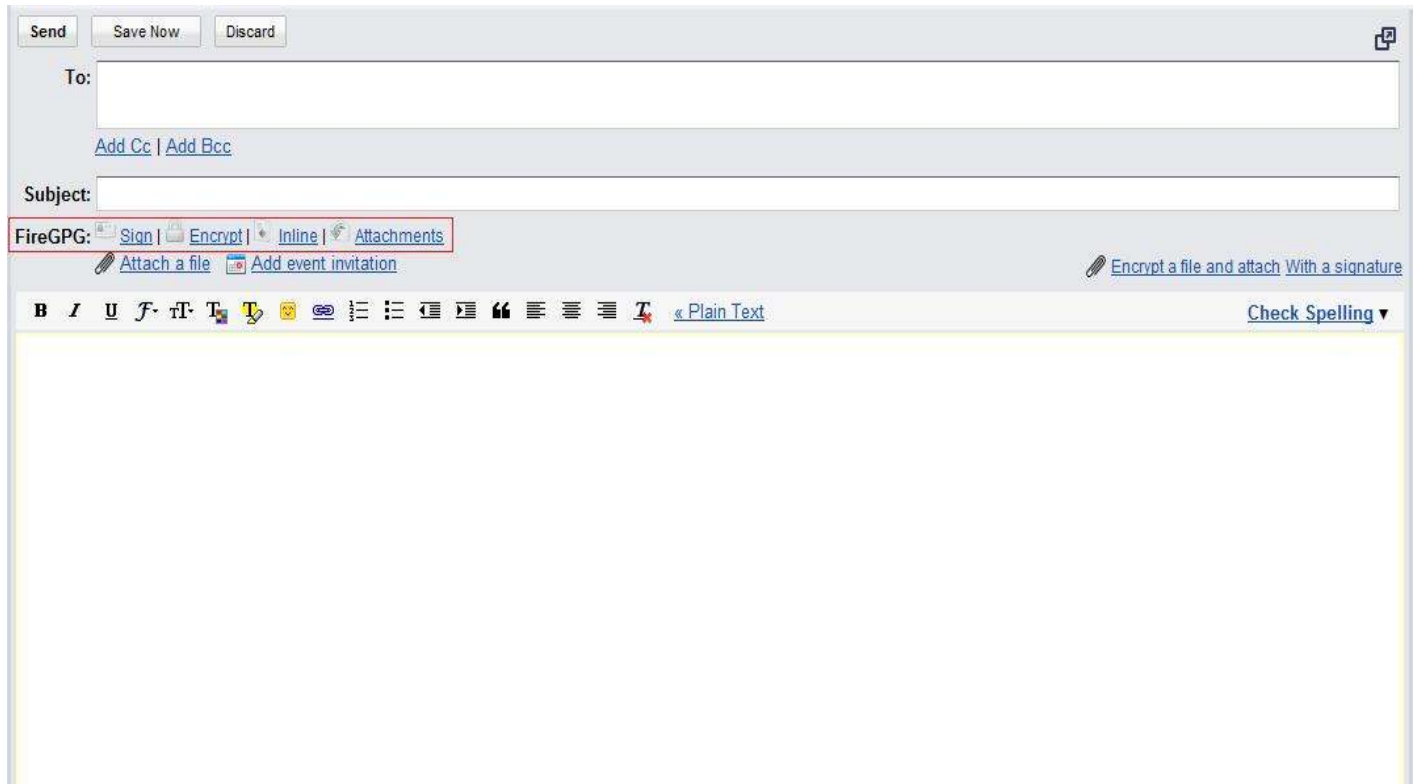 Send Save Now Discard
To:
Add Cc | Add Bcc
Subject:
FireGPG: Sign | Encrypt | Inline | Attachments
Attach a file Add event invitation Encrypt a file and attach With a signature
B I U F TT T T T « Plain Text Check Spelling ▼